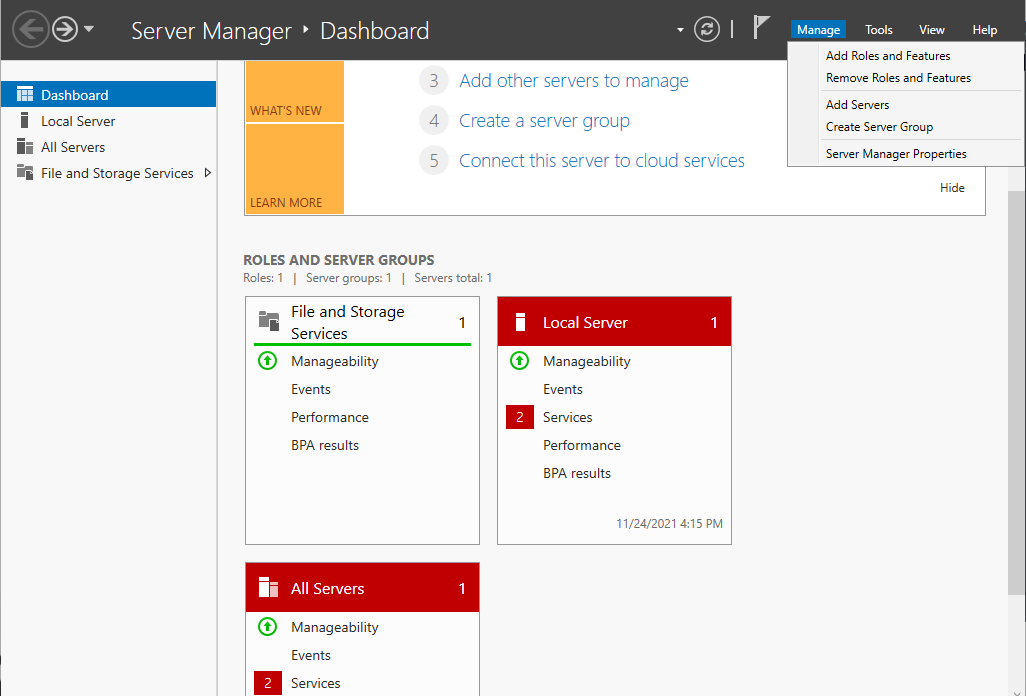 Server Manager ‣ Dashboard
Manage
Tools
View
Help
Add Roles and Features
Remove Roles and Features
Add Servers
Create Server Group
Server Manager Properties
Dashboard
Local Server
All Servers
File and Storage Services
WHAT'S NEW
LEARN MORE
3 Add other servers to manage
4 Create a server group
5 Connect this server to cloud services
Hide
ROLES AND SERVER GROUPS
Roles: 1 | Server groups: 1 | Servers total: 1
File and Storage
Services
1
Manageability
Events
Performance
BPA results
Local Server 1
Manageability
Events
2 Services
Performance
BPA results
11/24/2021 4:15 PM
All Servers 1
Manageability
Events
2 Services